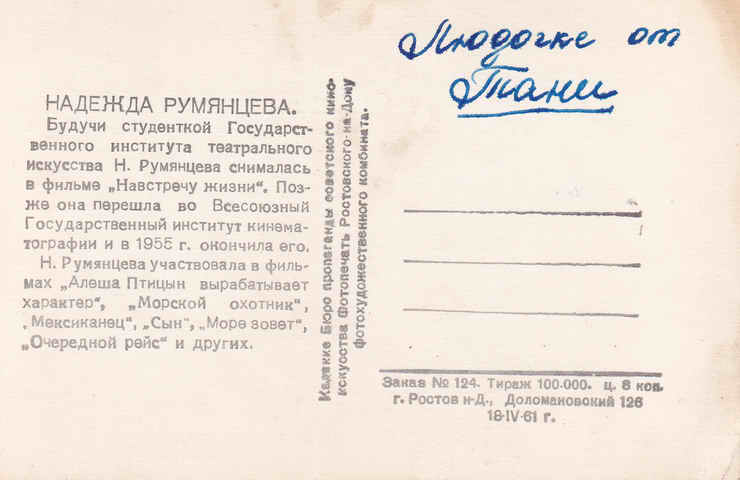 НАДЕЖДА РУМЯНЦЕВА.
Будучи студенткой Государст-
венного института театрального
искусства Н. Румянцева снималась
в фильме „Навстречу жизни“. Поз-
же она перешла во Всесоюзный
Государственный институт кинема-
тографии и в 1955 г. окончила его.
Н. Румянцева участвовала в филь-
мах „Алеша Птицын вырабатывает
характер“, „Морской охотник“,
„Мексиканец“, „Сын“, „Море зовет“,
„Очередной рейс“ и других.
Издание Бюро пропаганды советского кино-
искусства Фотопечать Ростовского-на-Дону
фотохудожественного комбината.
Людочке от
Тани
Заказ № 124. Тираж 100.000. ц. 8 коп.
г. Ростов н-Д., Доломановский 126
18-IV-61 г.